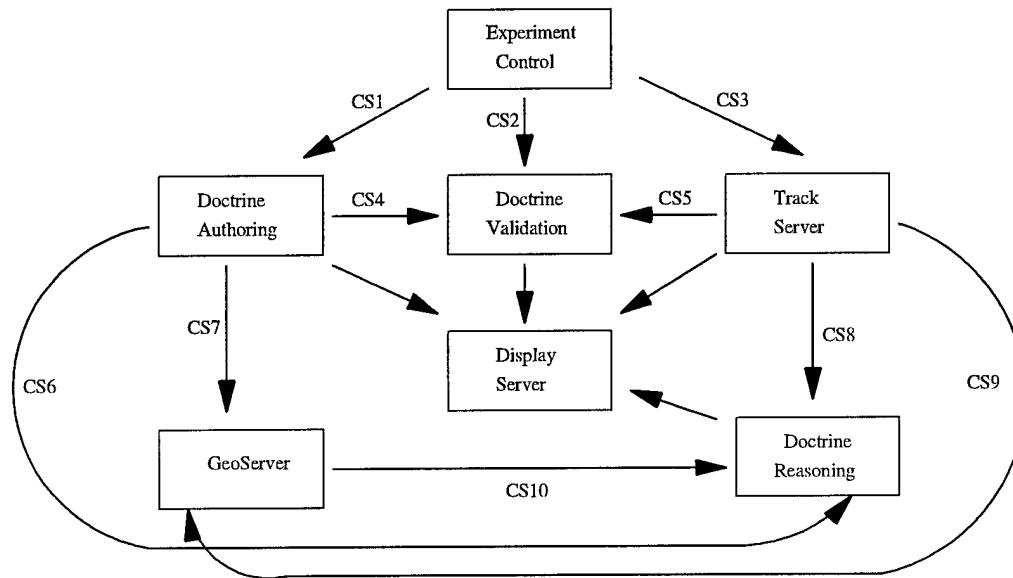 Experiment
Control
CS1
CS2
CS3
Doctrine
Authoring
CS4
Doctrine
Validation
CS5
Track
Server
CS7
Display
Server
CS8
CS6
CS9
GeoServer
CS10
Doctrine
Reasoning